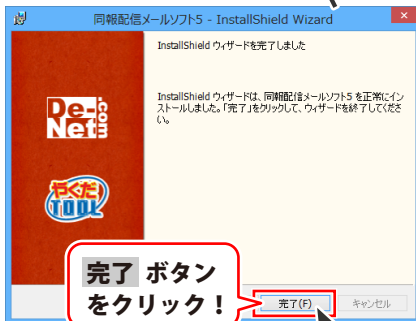 同報配信メールソフト5 - InstallShield Wizard
InstallShield ウィザードを完了しました
InstallShield ウィザードは、同報配信メールソフト5 を正常にイン
ストールしました。「完了」をクリックして、ウィザードを終了してくださ
い。
De-Net.com
やくだつ
TOOL
完了 ボタン
をクリック！
完了(F)
キャンセル